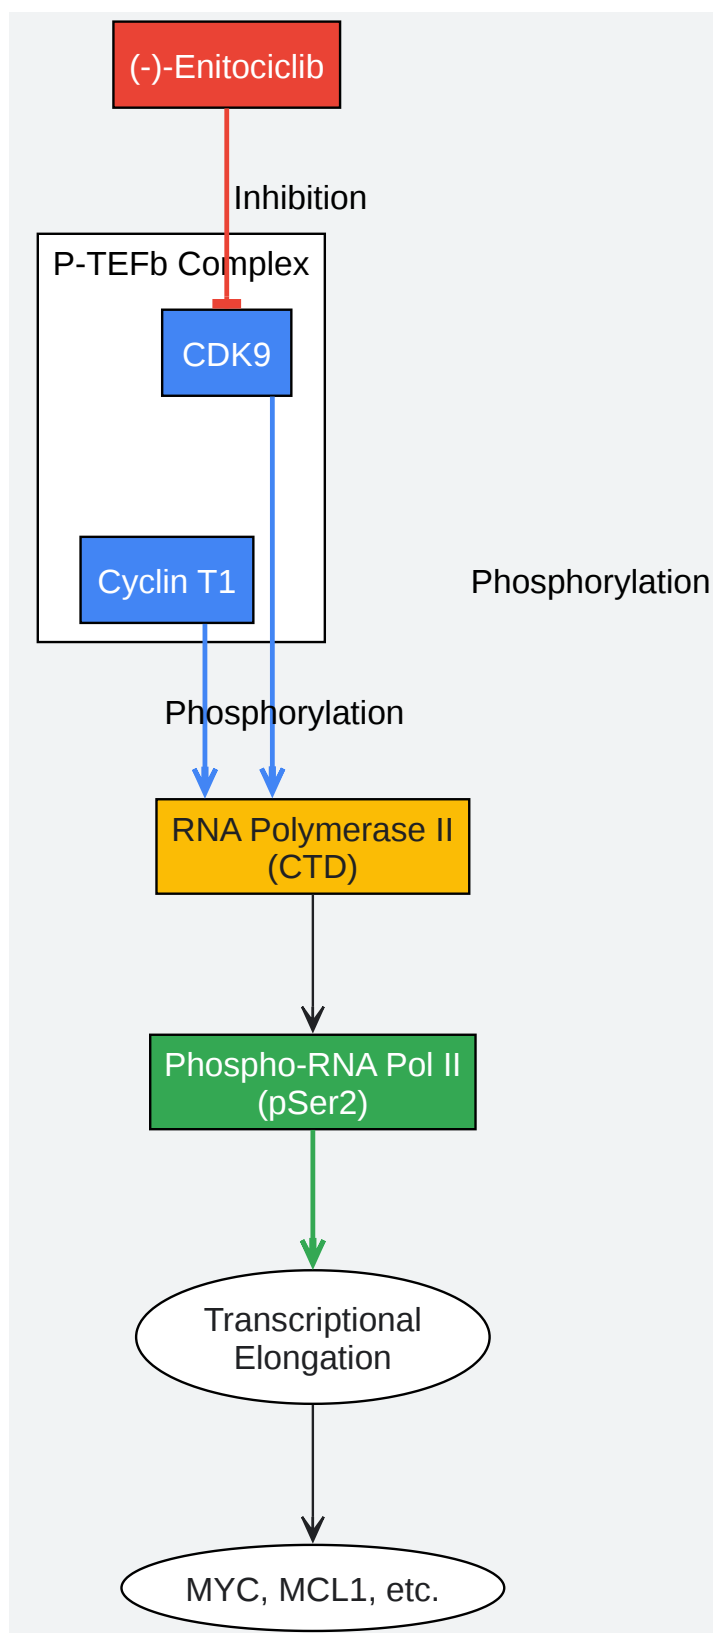 (-)-Enitociclib
Inhibition
P-TEFb Complex
CDK9
Cyclin T1
Phosphorylation
Phosphorylation
RNA Polymerase II
(CTD)
Phospho-RNA Pol II
(pSer2)
Transcriptional
Elongation
MYC, MCL1, etc.